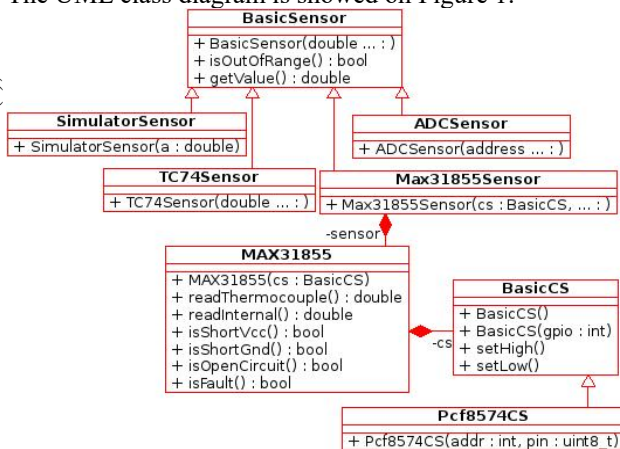 The UML class diagram is showed on Figure 1.
BasicSensor
+ BasicSensor(double ... : )
+ isOutOfRange() : bool
+ getValue() : double
SimulatorSensor
+ SimulatorSensor(a : double)
ADCSensor
+ ADCSensor(address ... : )
TC74Sensor
+ TC74Sensor(double ... : )
Max31855Sensor
+ Max31855Sensor(cs : BasicCS, ... : )
-sensor
MAX31855
+ MAX31855(cs : BasicCS)
+ readThermocouple() : double
+ readInternal() : double
+ isShortVcc() : bool
+ isShortGnd() : bool
+ isOpenCircuit() : bool
+ isFault() : bool
-cs
BasicCS
+ BasicCS()
+ BasicCS(gpio : int)
+ setHigh()
+ setLow()
Pcf8574CS
+ Pcf8574CS(addr : int, pin : uint8_t)